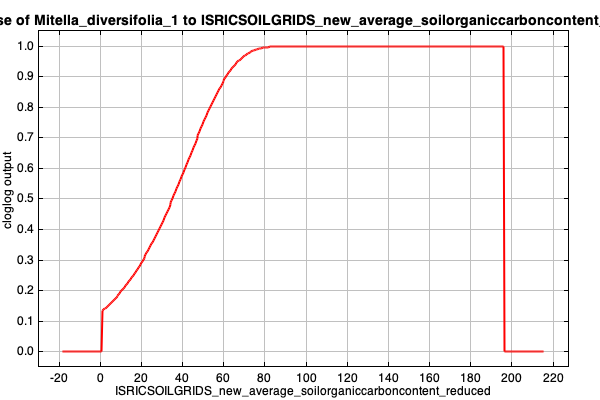 se of Mitella_diversifolia_1 to ISRICSOILGRIDS_new_average_soilorganiccarboncontent_
cloglog output
1.0
0.9
0.8
0.7
0.6
0.5
0.4
0.3
0.2
0.1
0.0
-20 0 20 40 60 80 100 120 140 160 180 200 220
ISRICSOILGRIDS_new_average_soilorganiccarboncontent_reduced